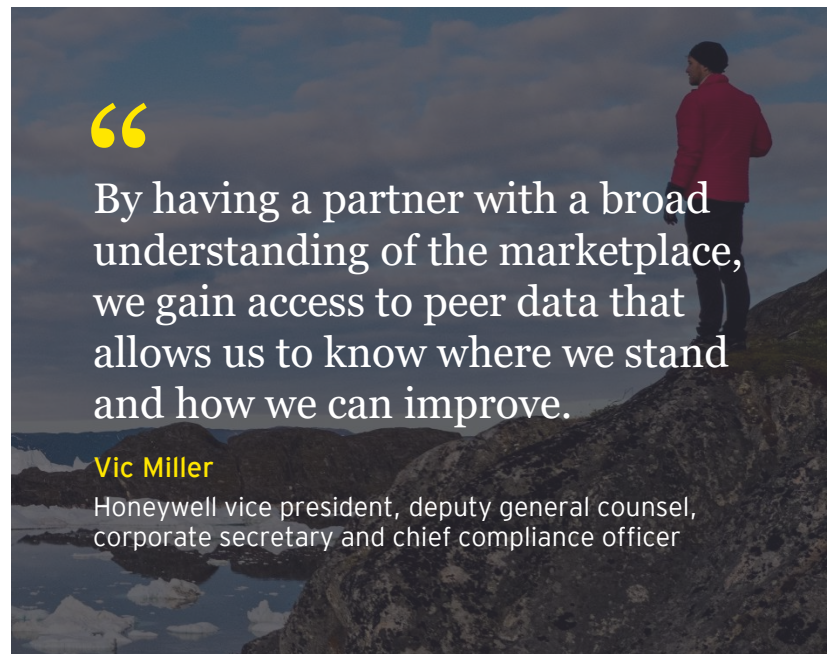 “
By having a partner with a broad
understanding of the marketplace,
we gain access to peer data that
allows us to know where we stand
and how we can improve.
Vic Miller
Honeywell vice president, deputy general counsel,
corporate secretary and chief compliance officer